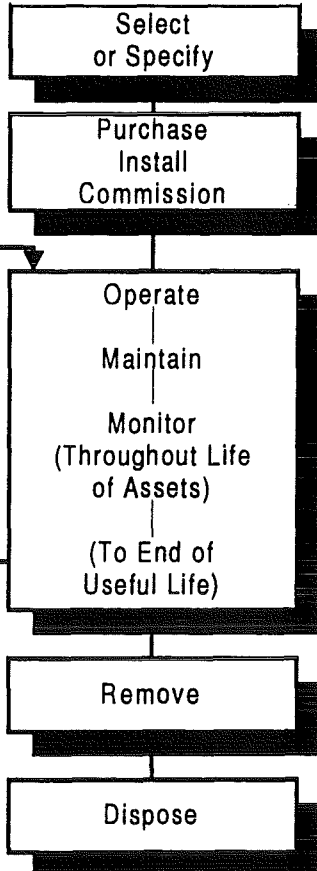 Select
or Specify
Purchase
Install
Commission
Operate
Maintain
Monitor
(Throughout Life
of Assets)
(To End of
Useful Life)
Remove
Dispose